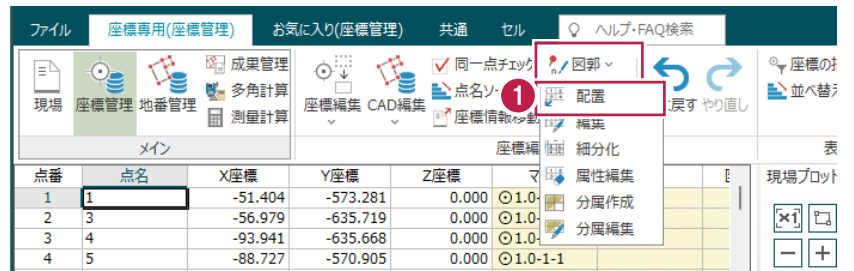 ファイル 座標専用(座標管理) お気に入り(座標管理) 共通 セル ヘルプ・FAQ検索
成果管理 同一点チェック 図郭 座標の
多角計算 点名ソ 配置
現場 座標管理 地番管理 測量計算 座標編集 CAD編集 座標情報移動 戻す やり直し 並べ替
1
編集
メイン 座標編 細分化 表
属性編集
分属作成
分属編集
点番 点名 X座標 Y座標 Z座標 マ 現場プロット
1 1 -51.404 -573.281 0.000 1.0-
2 3 -56.979 -635.719 0.000 1.0-
3 4 -93.941 -635.668 0.000 1.0-
4 5 -88.727 -570.905 0.000 1.0-1-1